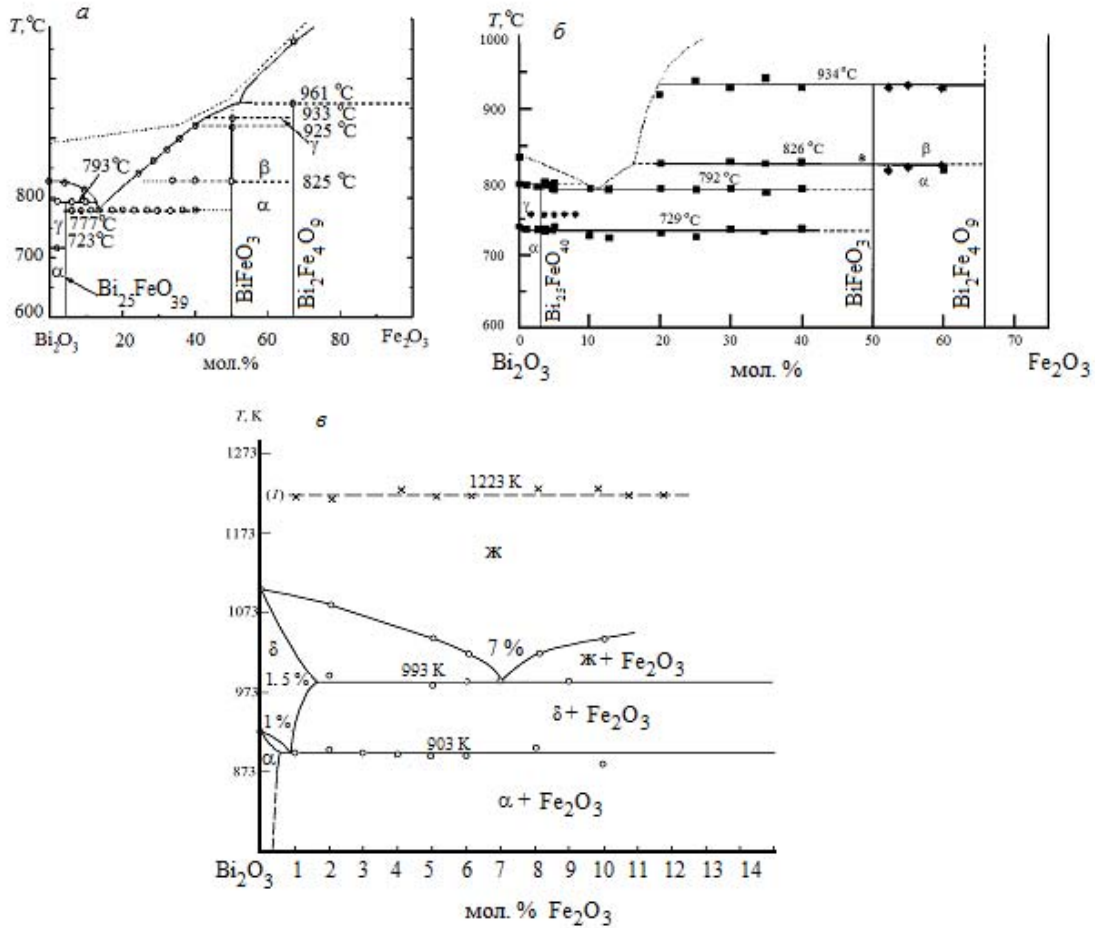 а
T,°C
961 °C
933 °C
925 °C
γ
793°C
β
825 °C
800
α
γ
777°C
700
723°C
α
BiFeO3
Bi2Fe4O9
Bi25FeO39
600
Bi2O3 20 40 60 80 Fe2O3
мол.%
б
T,°C
1000
934 °C
900
826 °C
*
β
α
800
792 °C
γ
729 °C
700
α
Bi25FeO40
BiFeO3
Bi2Fe4O9
600
0 10 20 30 40 50 60 70
Bi2O3 мол. % Fe2O3
в
T, K
1273
1223 K
(T)
1173
ж
1073
δ
7 %
ж + Fe2O3
1. 5 %
993 K
973
δ + Fe2O3
1 %
903 K
α
873
α + Fe2O3
Bi2O3 1 2 3 4 5 6 7 8 9 10 11 12 13 14
мол. % Fe2O3